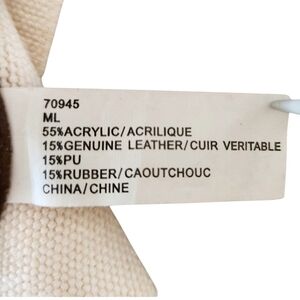 70945
ML
55%ACRYLIC/ACRILIQUE
15%GENUINE LEATHER/CUIR VERITABLE
15%PU
15%RUBBER/CAOUTCHOUC
CHINA/CHINE